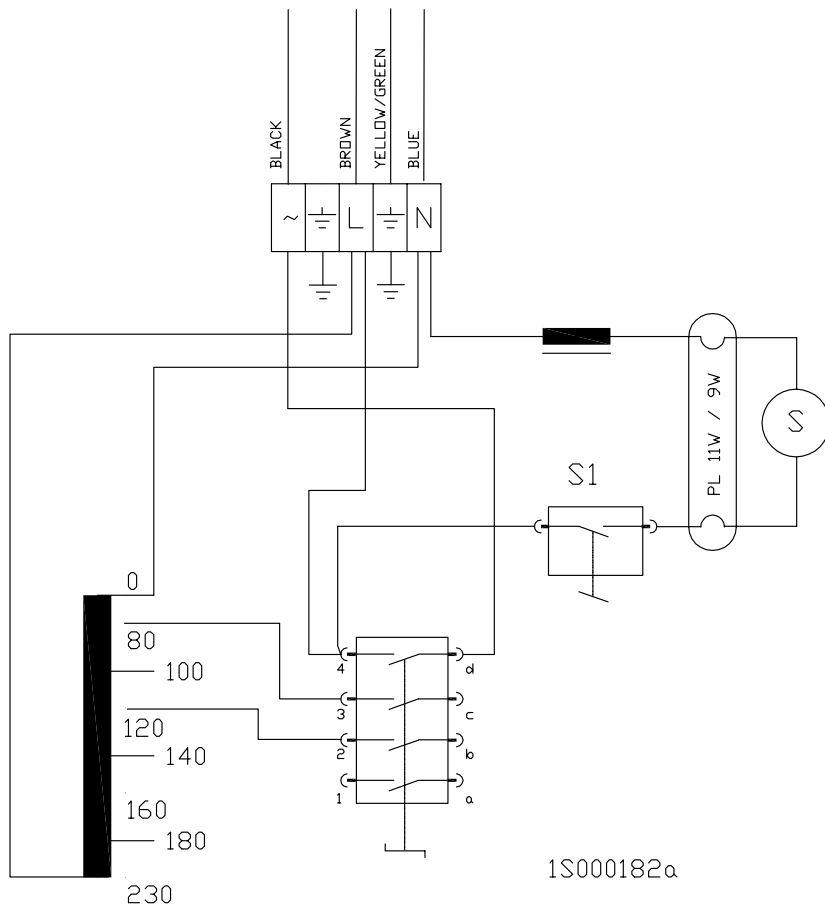 BLACK
BROWN
YELLOW/GREEN
BLUE
~ L N
PL 11W / 9W
S
S1
0
80
100
120
140
160
180
230
4 d
3 c
2 b
1 a
1S000182a